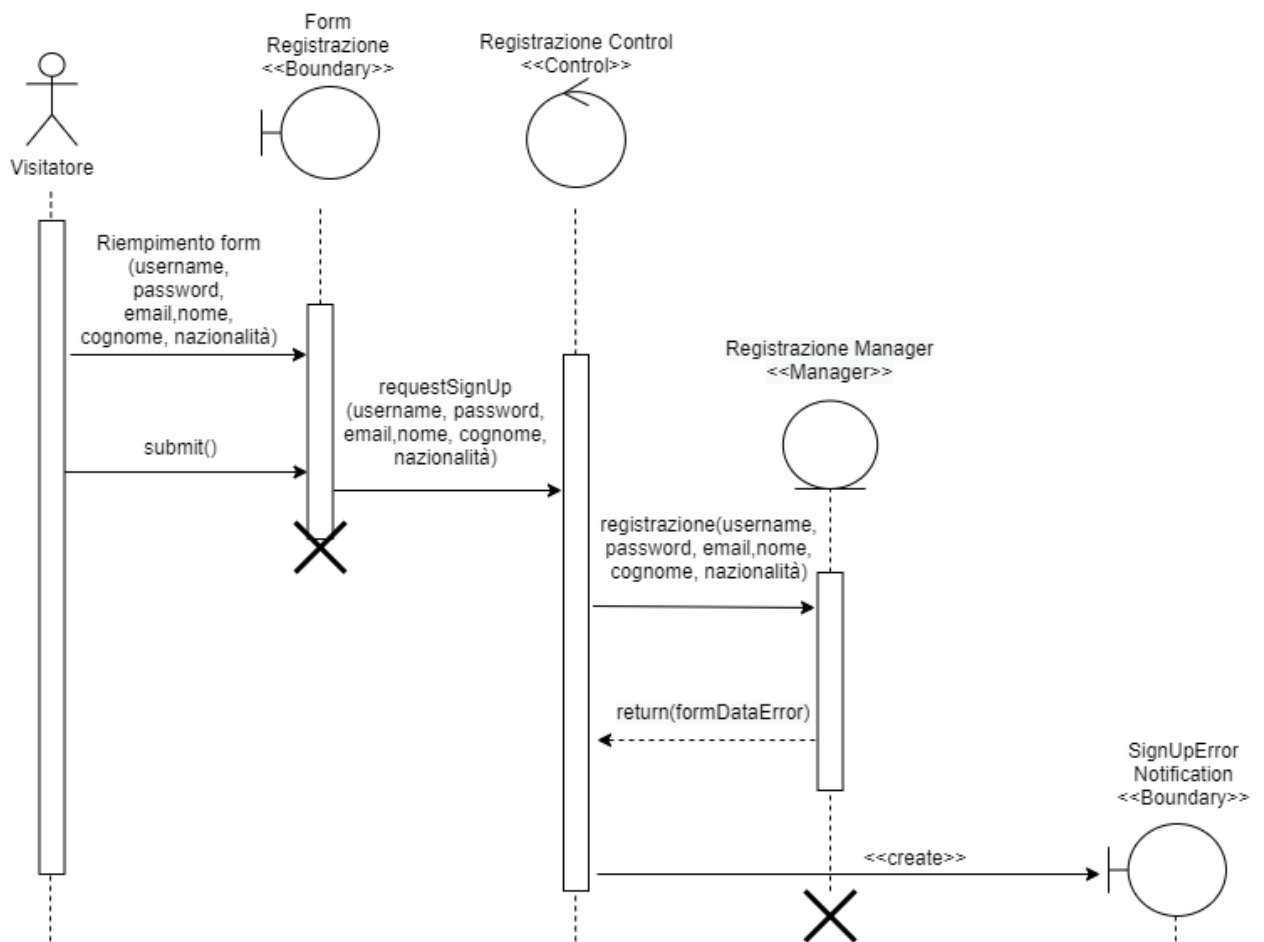 Form
Registrazione
<<Boundary>>
Registrazione Control
<<Control>>
Visitatore
Riempimento form
(username,
password,
email,nome,
cognome, nazionalità)
submit()
requestSignUp
(username, password,
email,nome, cognome,
nazionalità)
Registrazione Manager
<<Manager>>
registrazione(username,
password, email,nome,
cognome, nazionalità)
return(formDataError)
SignUpError
Notification
<<Boundary>>
<<create>>